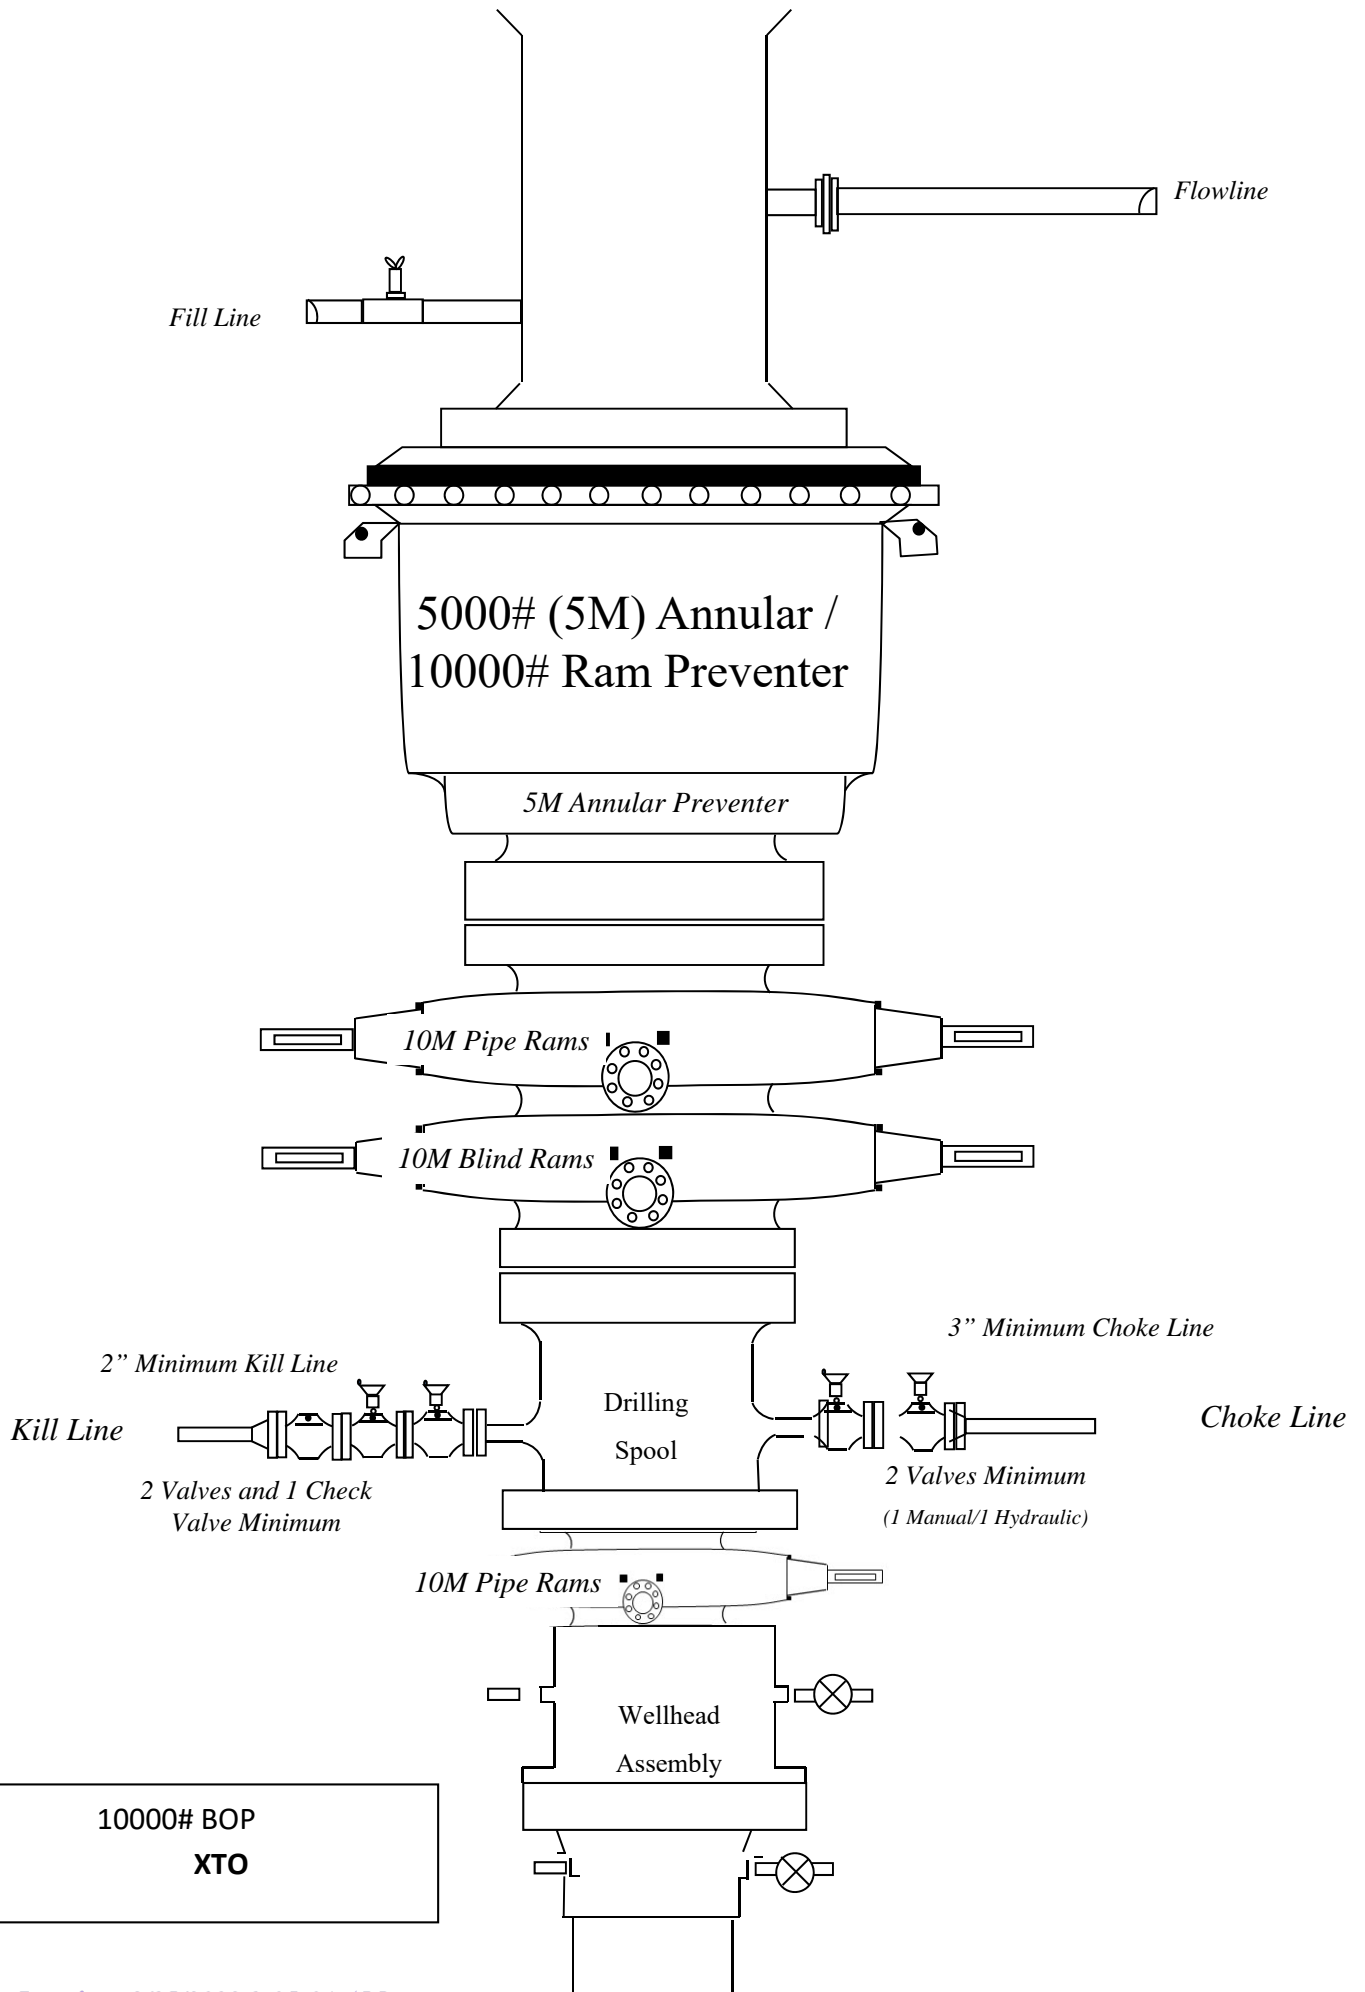 Flowline
Fill Line
5000# (5M) Annular /
10000# Ram Preventer
5M Annular Preventer
10M Pipe Rams
10M Blind Rams
3” Minimum Choke Line
2” Minimum Kill Line
Drilling
Spool
Kill Line
Choke Line
2 Valves and 1 Check
Valve Minimum
2 Valves Minimum
(1 Manual/1 Hydraulic)
10M Pipe Rams
Wellhead
Assembly
10000# BOP
XTO